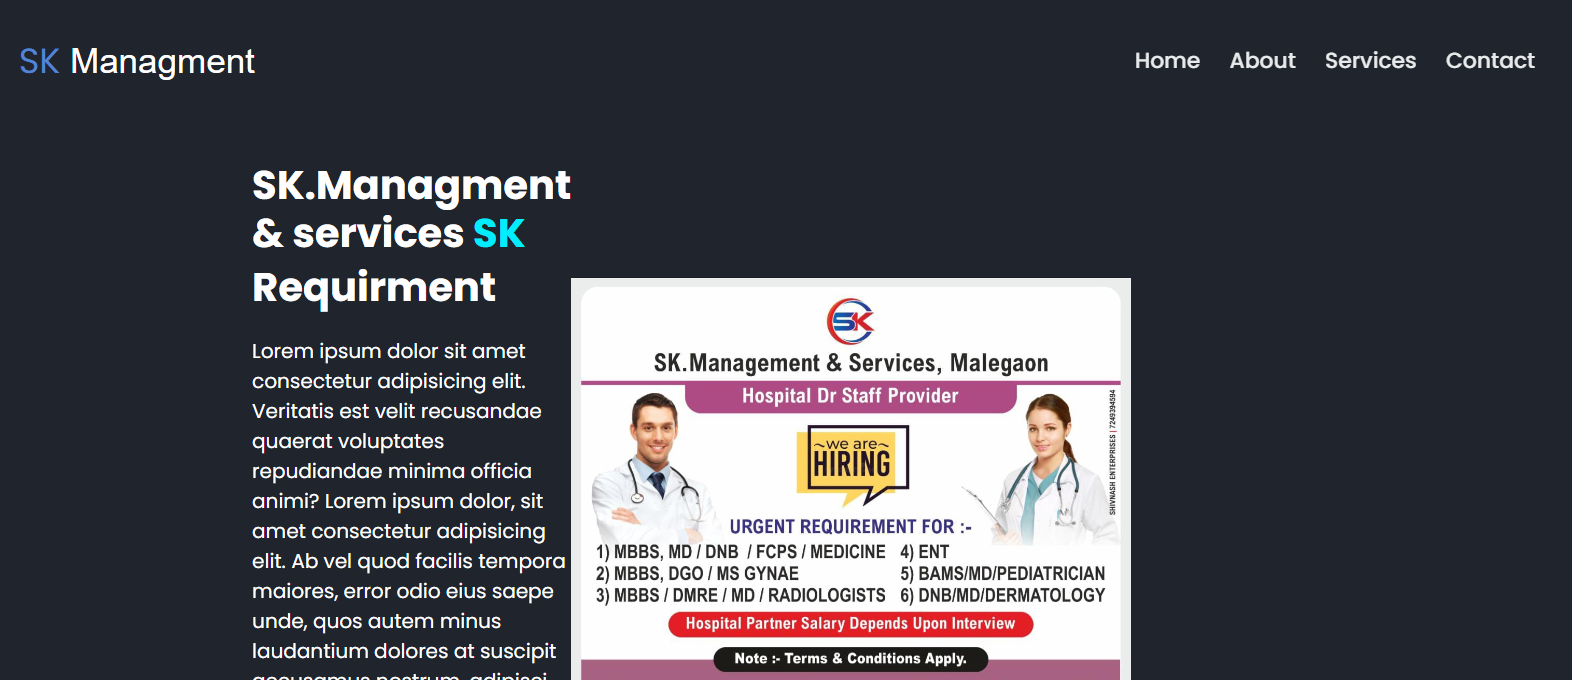 SK Managment
Home About Services Contact
SK.Managment
& services SK
Requirment
Lorem ipsum dolor sit amet
consectetur adipisicing elit.
Veritatis est velit recusandae
quaerat voluptates
repudiandae minima officia
animi? Lorem ipsum dolor, sit
amet consectetur adipisicing
elit. Ab vel quod facilis tempora
maiores, error odio eius saepe
unde, quos autem minus
laudantium dolores at suscipit
accusamus nostrum, adipisci
SK
SK.Management & Services, Malegaon
Hospital Dr Staff Provider
~we are~
HIRING
SHIVNASH ENTERPRISES | 7249394594
URGENT REQUIREMENT FOR :-
1) MBBS, MD / DNB / FCPS / MEDICINE
2) MBBS, DGO / MS GYNAE
3) MBBS / DMRE / MD / RADIOLOGISTS
4) ENT
5) BAMS/MD/PEDIATRICIAN
6) DNB/MD/DERMATOLOGY
Hospital Partner Salary Depends Upon Interview
Note :- Terms & Conditions Apply.